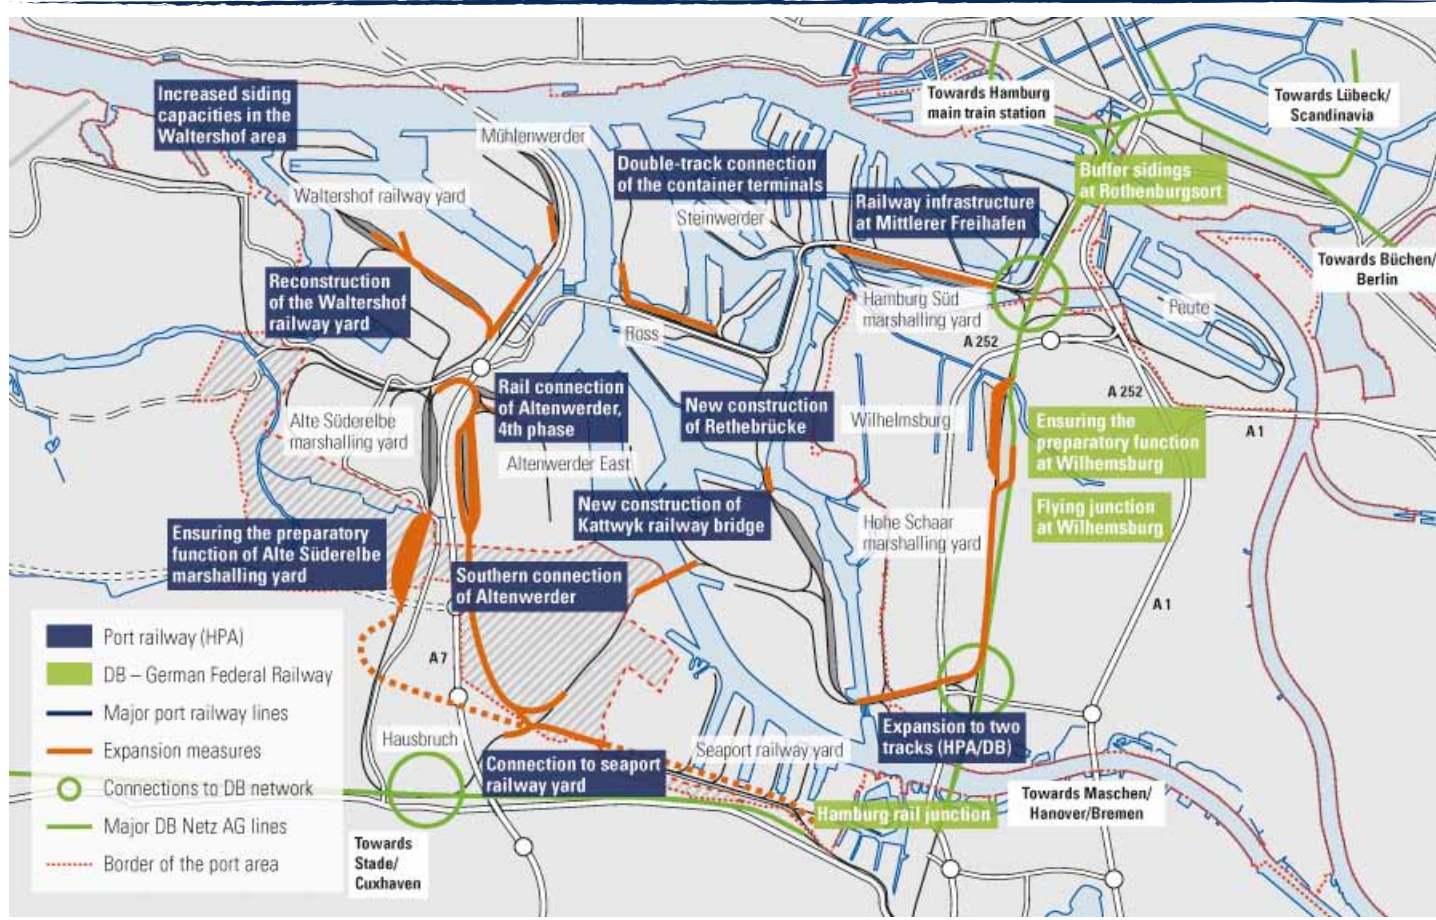 Increased siding
capacities in the
Waltershof area
Mühlenwerder
Towards Hamburg
main train station
Towards Lübeck/
Scandinavia
Double-track connection
of the container terminals
Buffer sidings
at Rothenburgsort
Waltershof railway yard
Steinwerder
Railway infrastructure
at Mittlerer Freihafen
Towards Büchen/
Berlin
Reconstruction
of the Waltershof
railway yard
Hamburg Süd
marshalling yard
Peute
Ross
A 252
Rail connection
of Altenwerder,
4th phase
A 252
New construction
of Rethebrücke
Alte Süderelbe
marshalling yard
Wilhelmsburg
Ensuring the
preparatory function
at Wilhemsburg
A 1
Altenwerder East
New construction of
Kattwyk railway bridge
Flying junction
at Wilhemsburg
Hohe Schaar
marshalling yard
Ensuring the preparatory
function of Alte Süderelbe
marshalling yard
Southern connection
of Altenwerder
A 1
A 7
Port railway (HPA)
DB – German Federal Railway
Major port railway lines
Expansion measures
Connections to DB network
Major DB Netz AG lines
Border of the port area
Hausbruch
Expansion to two
tracks (HPA/DB)
Seaport railway yard
Connection to seaport
railway yard
Hamburg rail junction
Towards Maschen/
Hanover/Bremen
Towards
Stade/
Cuxhaven